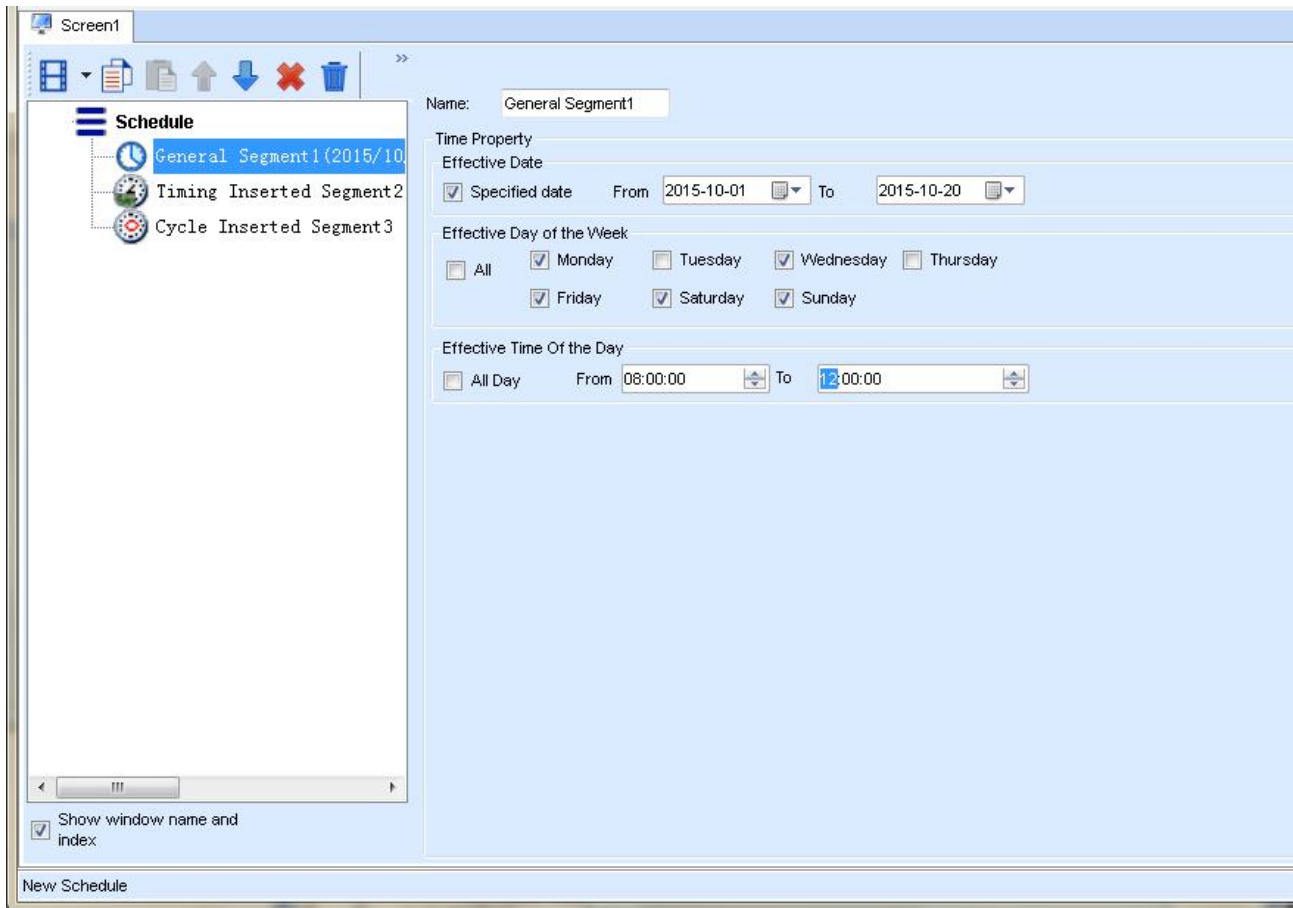 Screen1
Name: General Segment1
Schedule
General Segment1(2015/10
Timing Inserted Segment2
Cycle Inserted Segment3
Time Property
Effective Date
Specified date From 2015-10-01 To 2015-10-20
Effective Day of the Week
All Monday Tuesday Wednesday Thursday
Friday Saturday Sunday
Effective Time Of the Day
All Day From 08:00:00 To 12:00:00
Show window name and
index
New Schedule